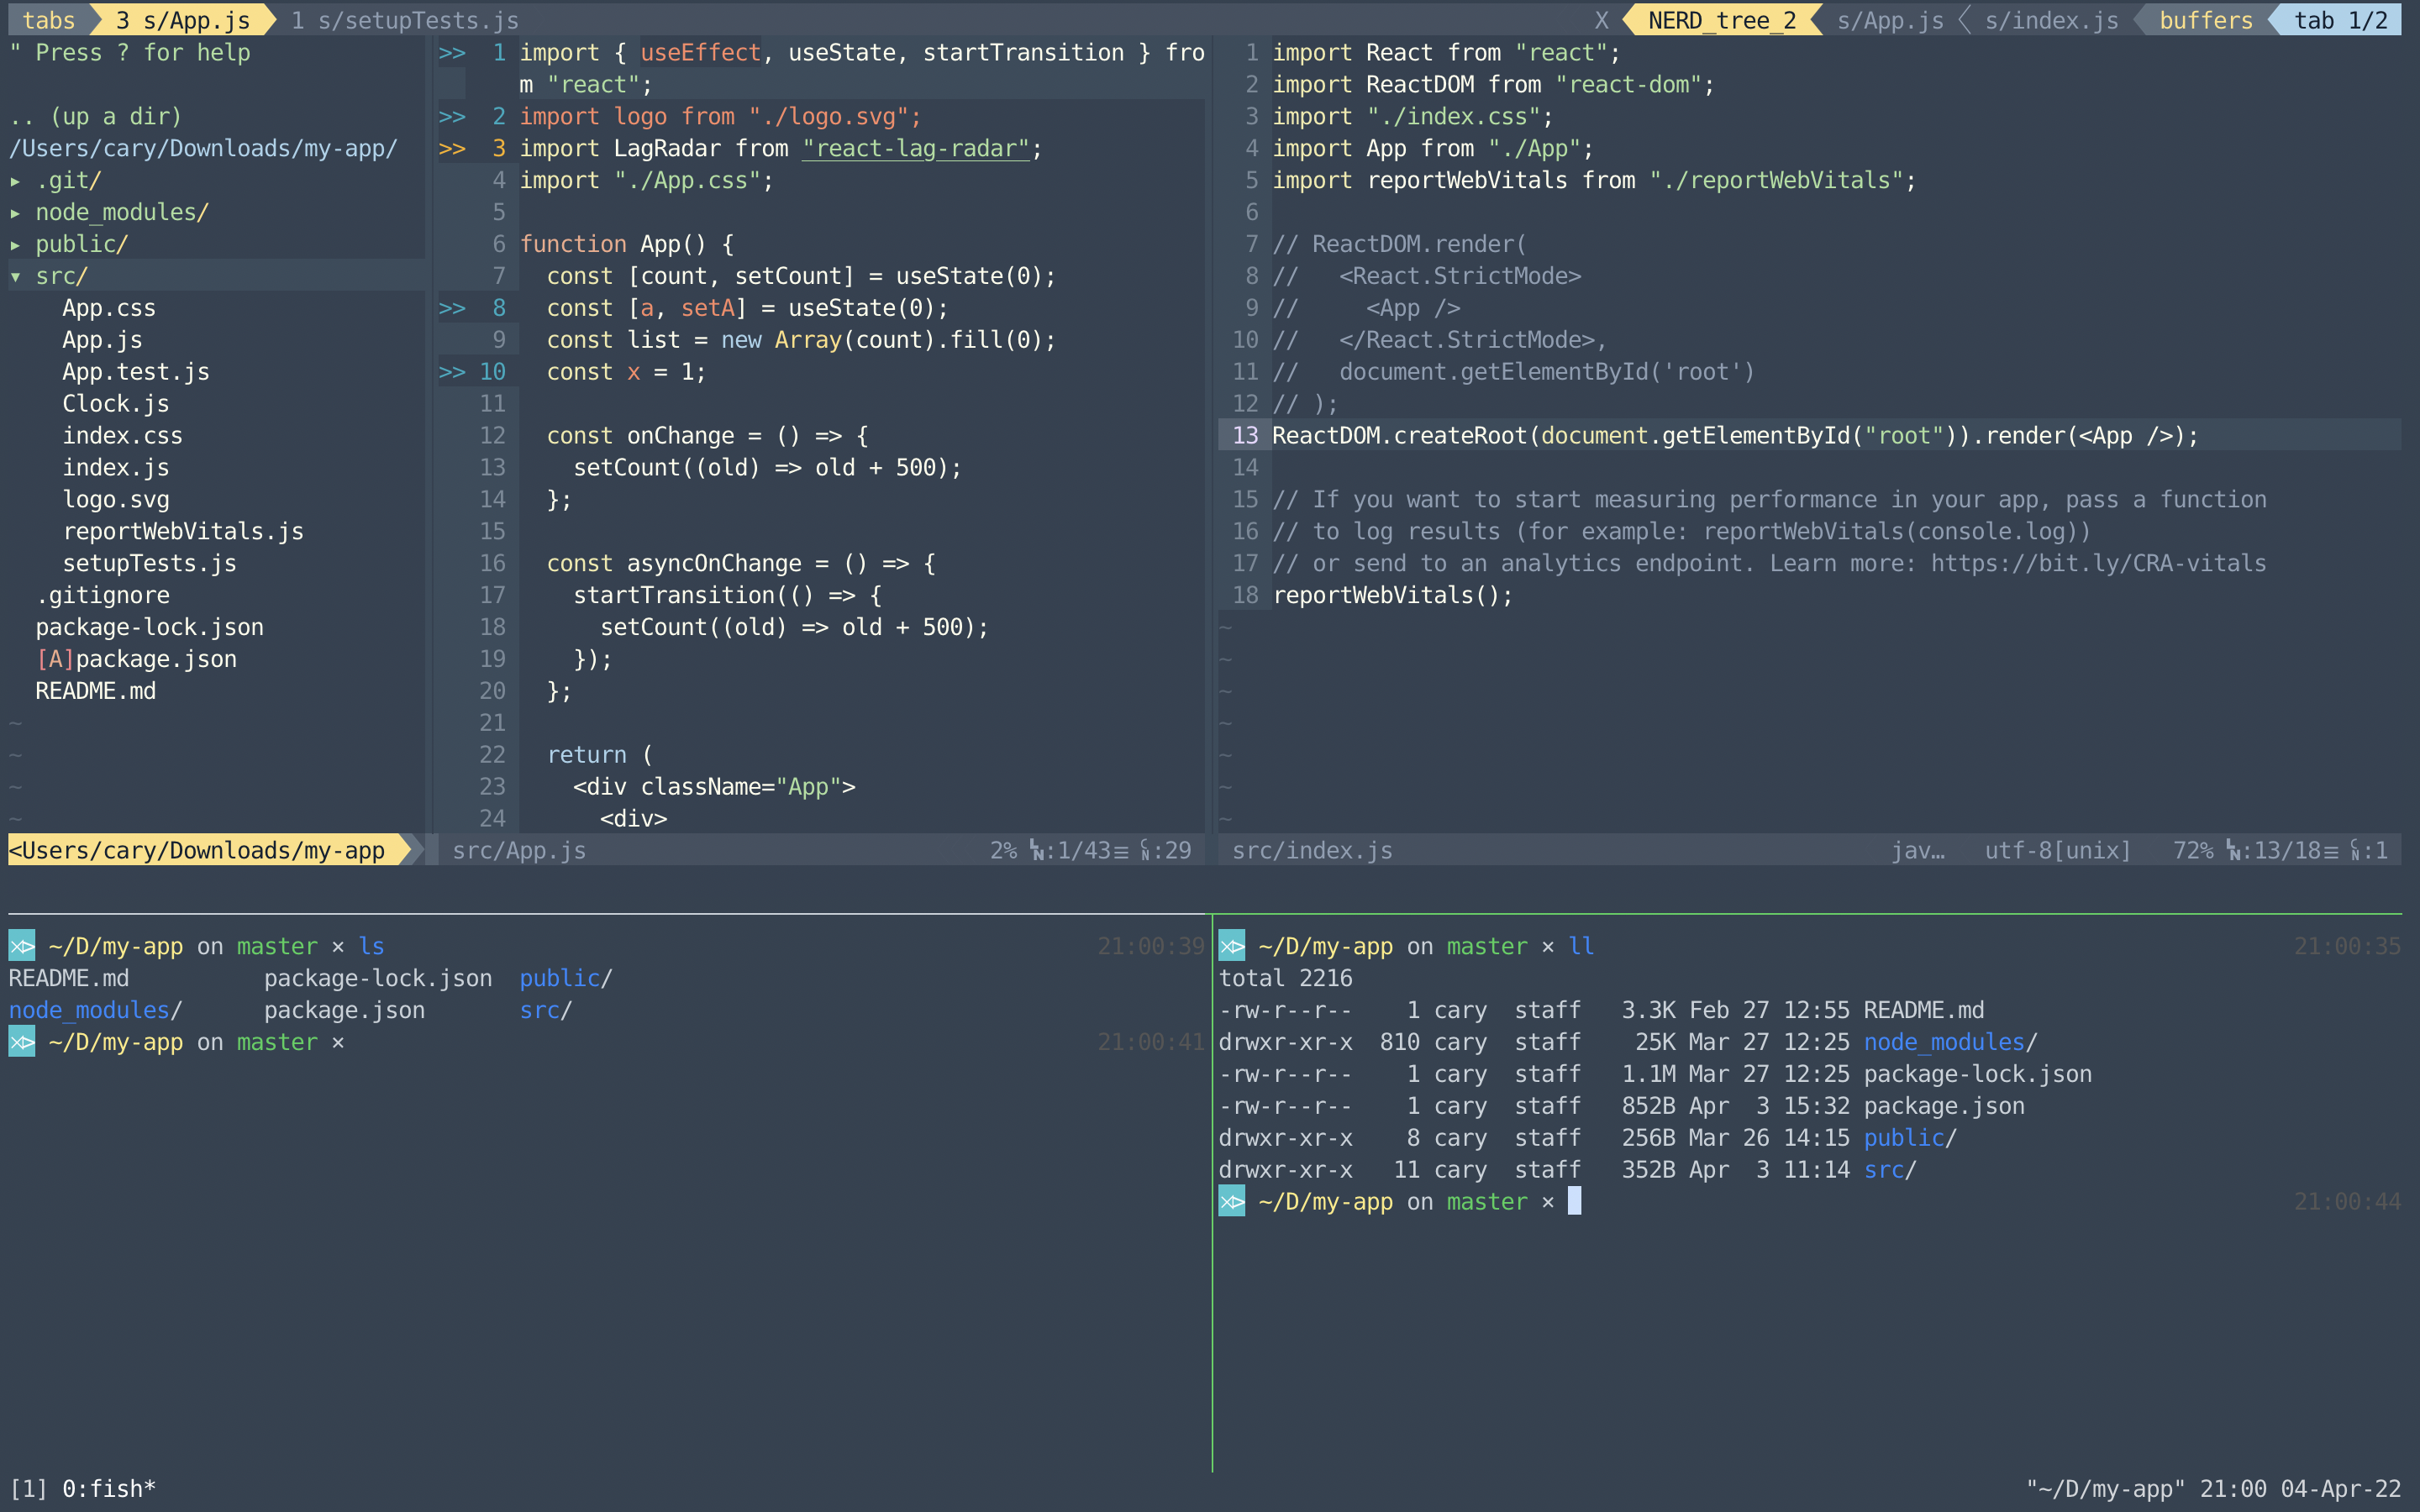 tabs 3 s/App.js 1 s/setupTests.js X NERD_tree_2 s/App.js s/index.js buffers tab 1/2
" Press ? for help
.. (up a dir)
/Users/cary/Downloads/my-app/
▸ .git/
▸ node_modules/
▸ public/
▾ src/
App.css
App.js
App.test.js
Clock.js
index.css
index.js
logo.svg
reportWebVitals.js
setupTests.js
.gitignore
package-lock.json
[A]package.json
README.md
~
~
~
~
<Users/cary/Downloads/my-app
>> 1 import { useEffect, useState, startTransition } fro
m "react";
>> 2 import logo from "./logo.svg";
>> 3 import LagRadar from "react-lag-radar";
4 import "./App.css";
5
6 function App() {
7 const [count, setCount] = useState(0);
>> 8 const [a, setA] = useState(0);
9 const list = new Array(count).fill(0);
>> 10 const x = 1;
11
12 const onChange = () => {
13 setCount((old) => old + 500);
14 };
15
16 const asyncOnChange = () => {
17 startTransition(() => {
18 setCount((old) => old + 500);
19 });
20 };
21
22 return (
23 <div className="App">
24 <div>
src/App.js 2% :1/43 :29
1 import React from "react";
2 import ReactDOM from "react-dom";
3 import "./index.css";
4 import App from "./App";
5 import reportWebVitals from "./reportWebVitals";
6
7 // ReactDOM.render(
8 // <React.StrictMode>
9 // <App />
10 // </React.StrictMode>,
11 // document.getElementById('root')
12 // );
13 ReactDOM.createRoot(document.getElementById("root")).render(<App />);
14
15 // If you want to start measuring performance in your app, pass a function
16 // to log results (for example: reportWebVitals(console.log))
17 // or send to an analytics endpoint. Learn more: https://bit.ly/CRA-vitals
18 reportWebVitals();
~
~
~
~
~
~
~
src/index.js jav… utf-8[unix] 72% :13/18 :1
~/D/my-app on master × ls 21:00:39
README.md package-lock.json public/
node_modules/ package.json src/
~/D/my-app on master × 21:00:41
~/D/my-app on master × ll 21:00:35
total 2216
-rw-r--r-- 1 cary staff 3.3K Feb 27 12:55 README.md
drwxr-xr-x 810 cary staff 25K Mar 27 12:25 node_modules/
-rw-r--r-- 1 cary staff 1.1M Mar 27 12:25 package-lock.json
-rw-r--r-- 1 cary staff 852B Apr 3 15:32 package.json
drwxr-xr-x 8 cary staff 256B Mar 26 14:15 public/
drwxr-xr-x 11 cary staff 352B Apr 3 11:14 src/
~/D/my-app on master × 21:00:44
[1] 0:fish* "~/D/my-app" 21:00 04-Apr-22